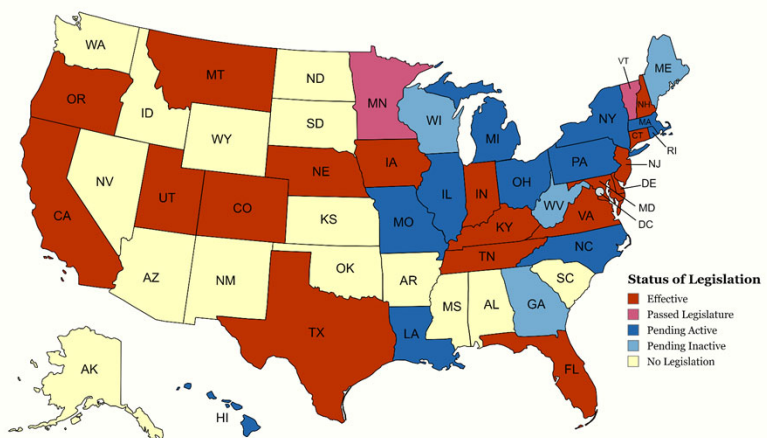 WA
MT
ND
MN
VT
ME
OR
ID
SD
WI
MI
NY
NH
MA
CT
RI
WY
NE
IA
PA
NJ
NV
UT
CO
IL
IN
OH
DE
MD
DC
CA
KS
MO
WV
VA
KY
NC
TN
AZ
NM
OK
AR
SC
MS
AL
GA
TX
LA
FL
AK
HI
Status of Legislation
Effective
Passed Legislature
Pending Active
Pending Inactive
No Legislation